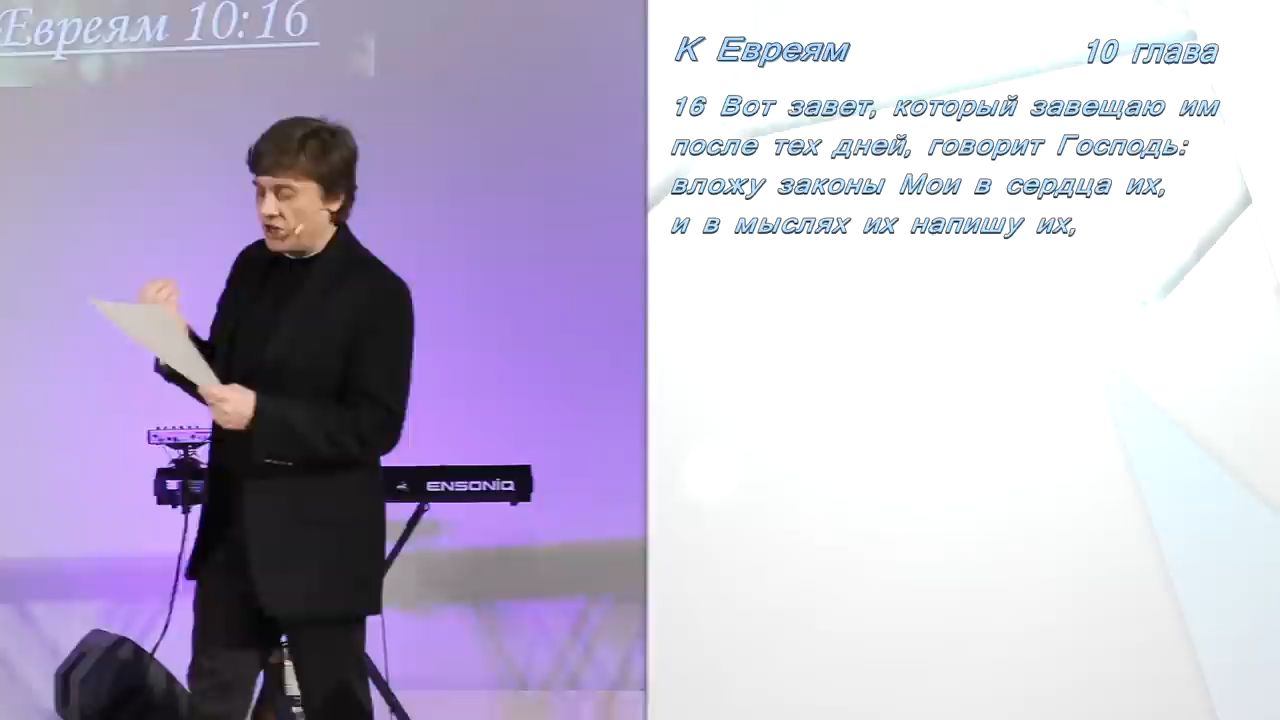 Евреям 10:16
К Евреям 10 глава
16 Вот завет, который завещаю им
после тех дней, говорит Господь:
вложу законы Мои в сердца их,
и в мыслях их напишу их,
ENSONIQ